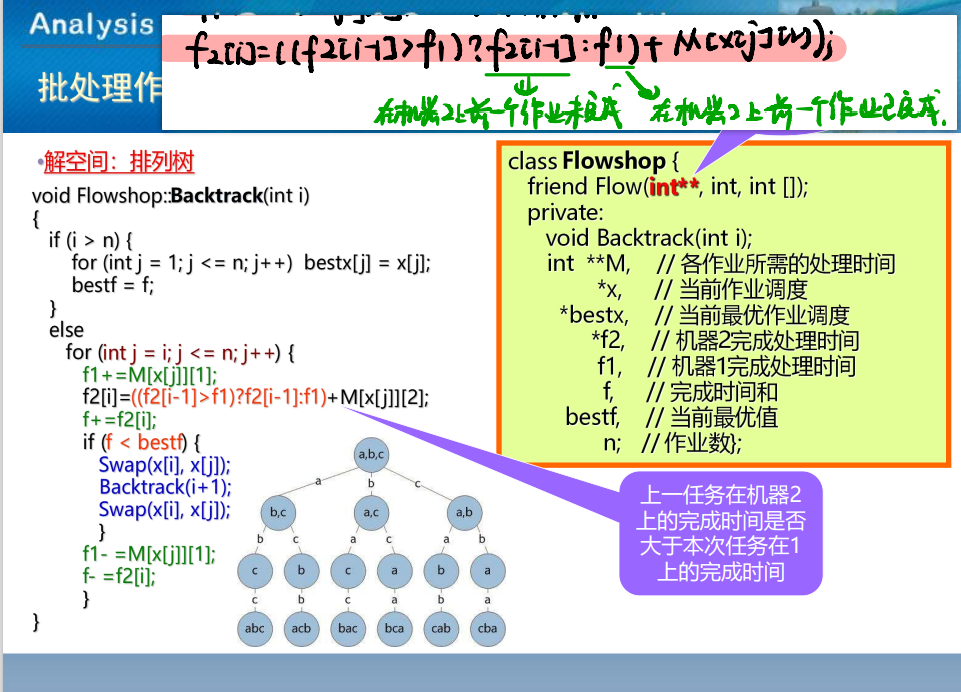 Analysis
批处理作
f2[i]=((f2[i-1]>f1)?f2[i-1]:f1)+M[x[j]][2];
在机器2上前一个作业未完成 在机器2上前一个作业已完成.
•解空间：排列树
void Flowshop::Backtrack(int i)
{
if (i > n) {
for (int j = 1; j <= n; j++) bestx[j] = x[j];
bestf = f;
}
else
for (int j = i; j <= n; j++) {
f1+=M[x[j]][1];
f2[i]=((f2[i-1]>f1)?f2[i-1]:f1)+M[x[j]][2];
f+=f2[i];
if (f < bestf) {
Swap(x[i], x[j]);
Backtrack(i+1);
Swap(x[i], x[j]);
}
f1- =M[x[j]][1];
f- =f2[i];
}
}
class Flowshop {
friend Flow(int**, int, int []);
private:
void Backtrack(int i);
int **M, // 各作业所需的处理时间
*x, // 当前作业调度
*bestx, // 当前最优作业调度
*f2, // 机器2完成处理时间
f1, // 机器1完成处理时间
f, // 完成时间和
bestf, // 当前最优值
n; // 作业数};
上一任务在机器2
上的完成时间是否
大于本次任务在1
上的完成时间
a,b,c
a b c
b,c a,c a,b
b c a c a b
c b c a b a
c b c a b a
abc acb bac bca cab cba